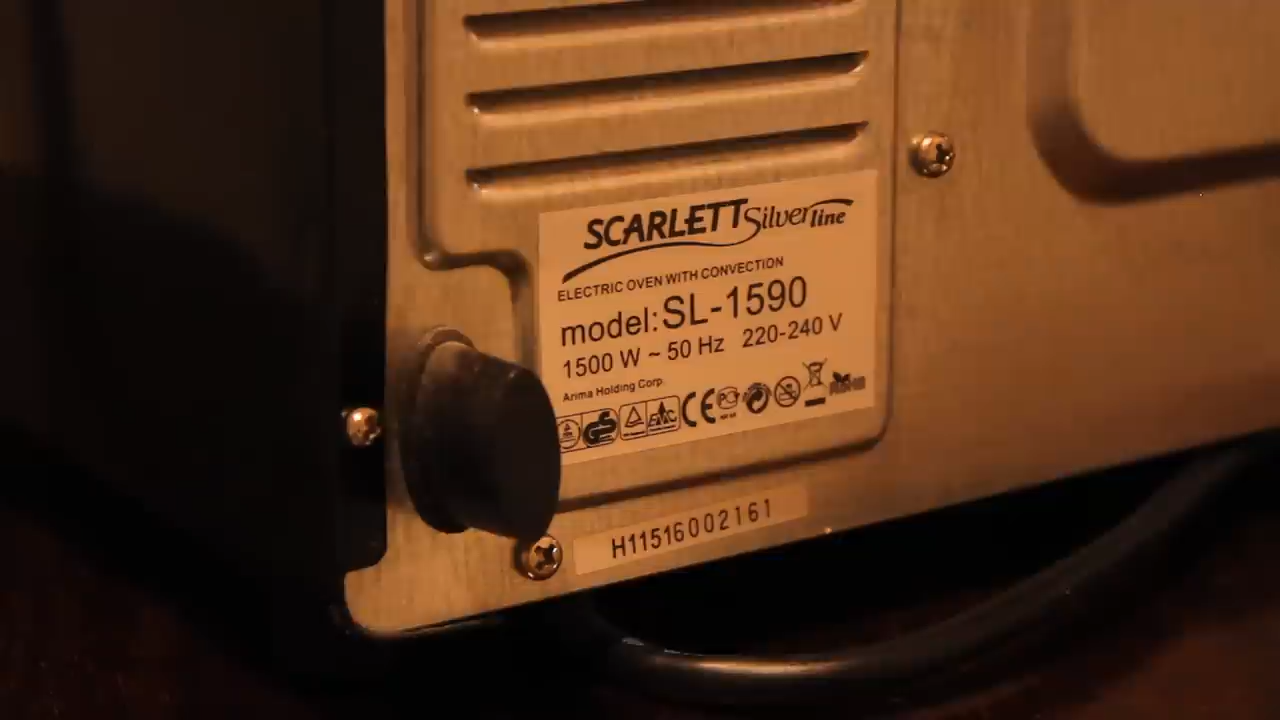 SCARLETT Silver line
ELECTRIC OVEN WITH CONVECTION
model: SL-1590
1500 W ~ 50 Hz 220-240 V
Arima Holding Corp.
EMC CE
H11516002161